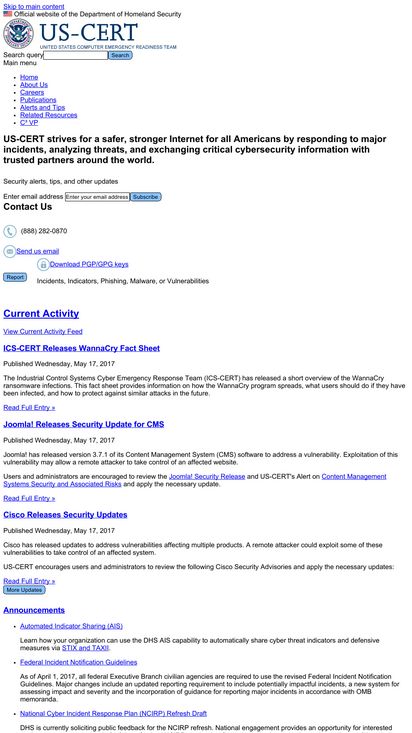 Skip to main content
Official website of the Department of Homeland Security
US-CERT
UNITED STATES COMPUTER EMERGENCY READINESS TEAM
Search query Search
Main menu
Home
About Us
Careers
Publications
Alerts and Tips
Related Resources
C³ VP
US-CERT strives for a safer, stronger Internet for all Americans by responding to major
incidents, analyzing threats, and exchanging critical cybersecurity information with
trusted partners around the world.
Security alerts, tips, and other updates
Enter email address Enter your email address Subscribe
Contact Us
(888) 282-0870
Send us email
Download PGP/GPG keys
Report Incidents, Indicators, Phishing, Malware, or Vulnerabilities
Current Activity
View Current Activity Feed
ICS-CERT Releases WannaCry Fact Sheet
Published Wednesday, May 17, 2017
The Industrial Control Systems Cyber Emergency Response Team (ICS-CERT) has released a short overview of the WannaCry
ransomware infections. This fact sheet provides information on how the WannaCry program spreads, what users should do if they have
been infected, and how to protect against similar attacks in the future.
Read Full Entry »
Joomla! Releases Security Update for CMS
Published Wednesday, May 17, 2017
Joomla! has released version 3.7.1 of its Content Management System (CMS) software to address a vulnerability. Exploitation of this
vulnerability may allow a remote attacker to take control of an affected website.
Users and administrators are encouraged to review the Joomla! Security Release and US-CERT's Alert on Content Management
Systems Security and Associated Risks and apply the necessary update.
Read Full Entry »
Cisco Releases Security Updates
Published Wednesday, May 17, 2017
Cisco has released updates to address vulnerabilities affecting multiple products. A remote attacker could exploit some of these
vulnerabilities to take control of an affected system.
US-CERT encourages users and administrators to review the following Cisco Security Advisories and apply the necessary updates:
Read Full Entry »
More Updates
Announcements
Automated Indicator Sharing (AIS)
Learn how your organization can use the DHS AIS capability to automatically share cyber threat indicators and defensive
measures via STIX and TAXII.
Federal Incident Notification Guidelines
As of April 1, 2017, all federal Executive Branch civilian agencies are required to use the revised Federal Incident Notification
Guidelines. Major changes include an updated reporting requirement to include potentially impactful incidents, a new system for
assessing impact and severity and the incorporation of guidance for reporting major incidents in accordance with OMB
memoranda.
National Cyber Incident Response Plan (NCIRP) Refresh Draft
DHS is currently soliciting public feedback for the NCIRP refresh. National engagement provides an opportunity for interested